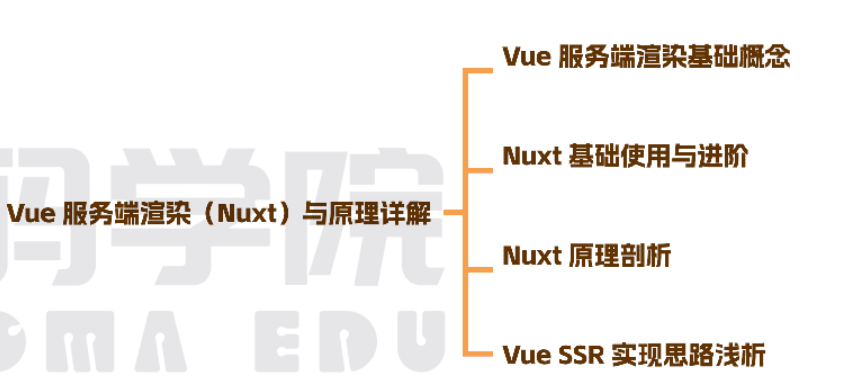 Vue 服务端渲染基础概念
Nuxt 基础使用与进阶
码学院
Vue 服务端渲染（Nuxt）与原理详解
Nuxt 原理剖析
OMA EDU
Vue SSR 实现思路浅析